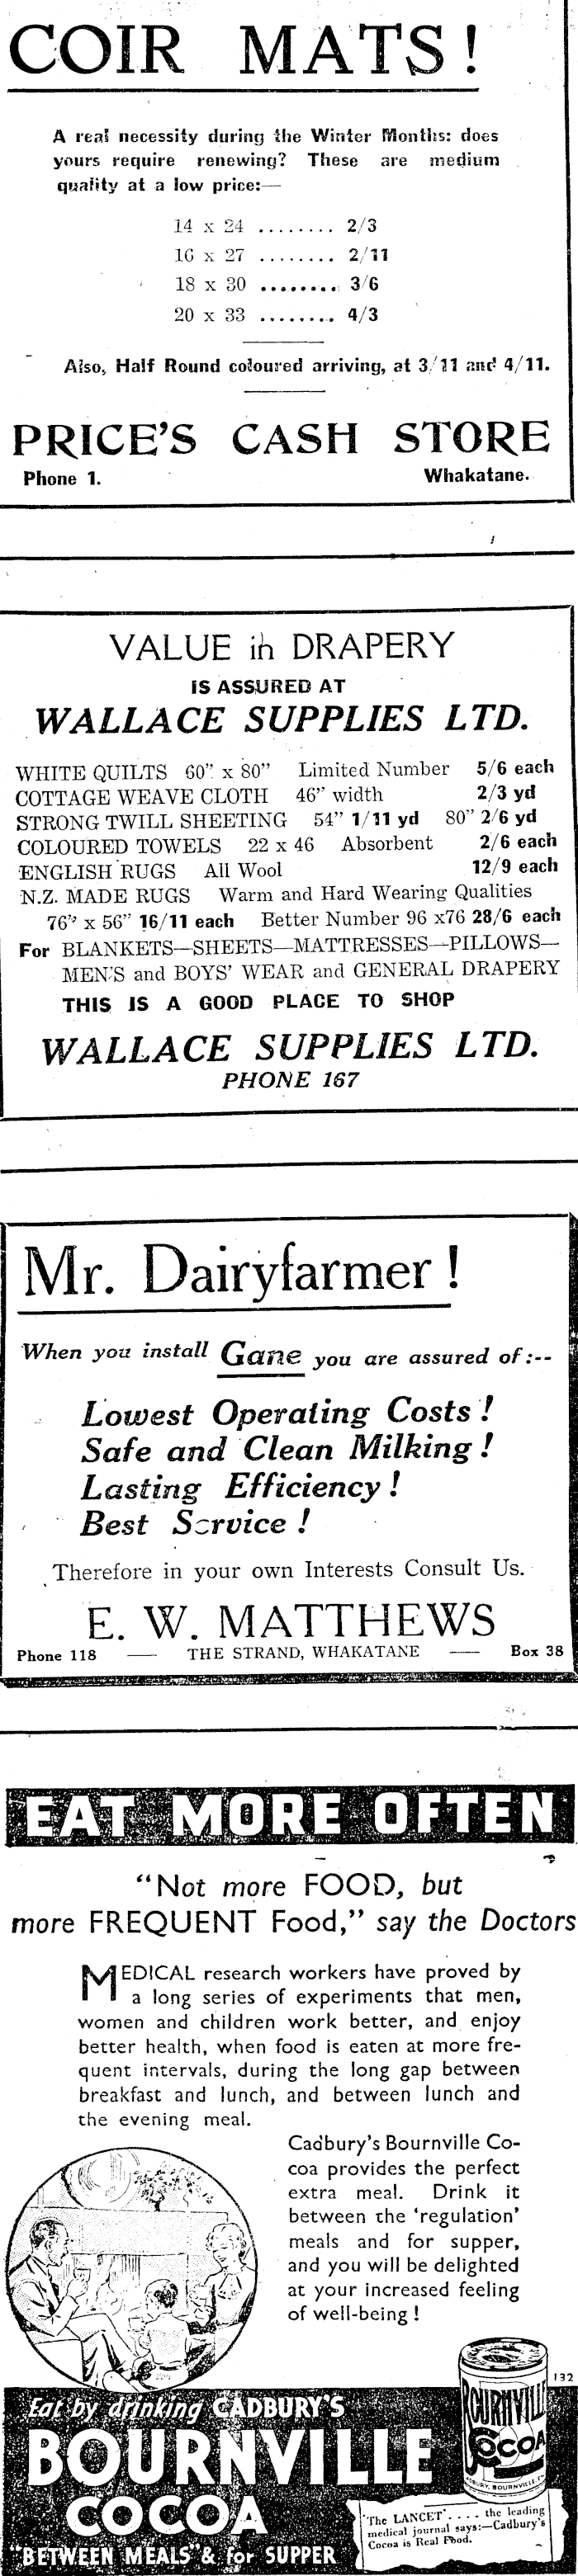 COIR MATS!
A real necessity during the Winter Months: does
yours require renewing? These are medium
quality at a low price:—
14 x 24 ........ 2/3
16 x 27 ........ 2/11
18 x 30 ........ 3/6
20 x 33 ........ 4/3
Also, Half Round coloured arriving, at 3/11 and 4/11.
PRICE'S CASH STORE
Phone 1. Whakatane.
VALUE in DRAPERY
IS ASSURED AT
WALLACE SUPPLIES LTD.
WHITE QUILTS 60" x 80" Limited Number 5/6 each
COTTAGE WEAVE CLOTH 46" width 2/3 yd
STRONG TWILL SHEETING 54" 1/11 yd 80" 2/6 yd
COLOURED TOWELS 22 x 46 Absorbent 2/6 each
ENGLISH RUGS All Wool 12/9 each
N.Z. MADE RUGS Warm and Hard Wearing Qualities
76" x 56" 16/11 each Better Number 96 x76 28/6 each
For BLANKETS—SHEETS—MATTRESSES—PILLOWS—
MEN'S and BOYS' WEAR and GENERAL DRAPERY
THIS IS A GOOD PLACE TO SHOP
WALLACE SUPPLIES LTD.
PHONE 167
Mr. Dairyfarmer!
When you install Gane you are assured of:--
Lowest Operating Costs!
Safe and Clean Milking!
Lasting Efficiency!
Best Service!
Therefore in your own Interests Consult Us.
E. W. MATTHEWS
Phone 118 — THE STRAND, WHAKATANE — Box 38
EAT MORE OFTEN
"Not more FOOD, but
more FREQUENT Food," say the Doctors
MEDICAL research workers have proved by
a long series of experiments that men,
women and children work better, and enjoy
better health, when food is eaten at more fre-
quent intervals, during the long gap between
breakfast and lunch, and between lunch and
the evening meal.
Cadbury's Bournville Co-
coa provides the perfect
extra meal. Drink it
between the 'regulation'
meals and for supper,
and you will be delighted
at your increased feeling
of well-being!
132
Eat by drinking CADBURY'S
BOURNVILLE
COCOA
"BETWEEN MEALS" & for SUPPER
BOURNVILLE
COCOA
'The LANCET'.... the leading
medical journal says:—Cadbury's
Cocoa is Real Food.